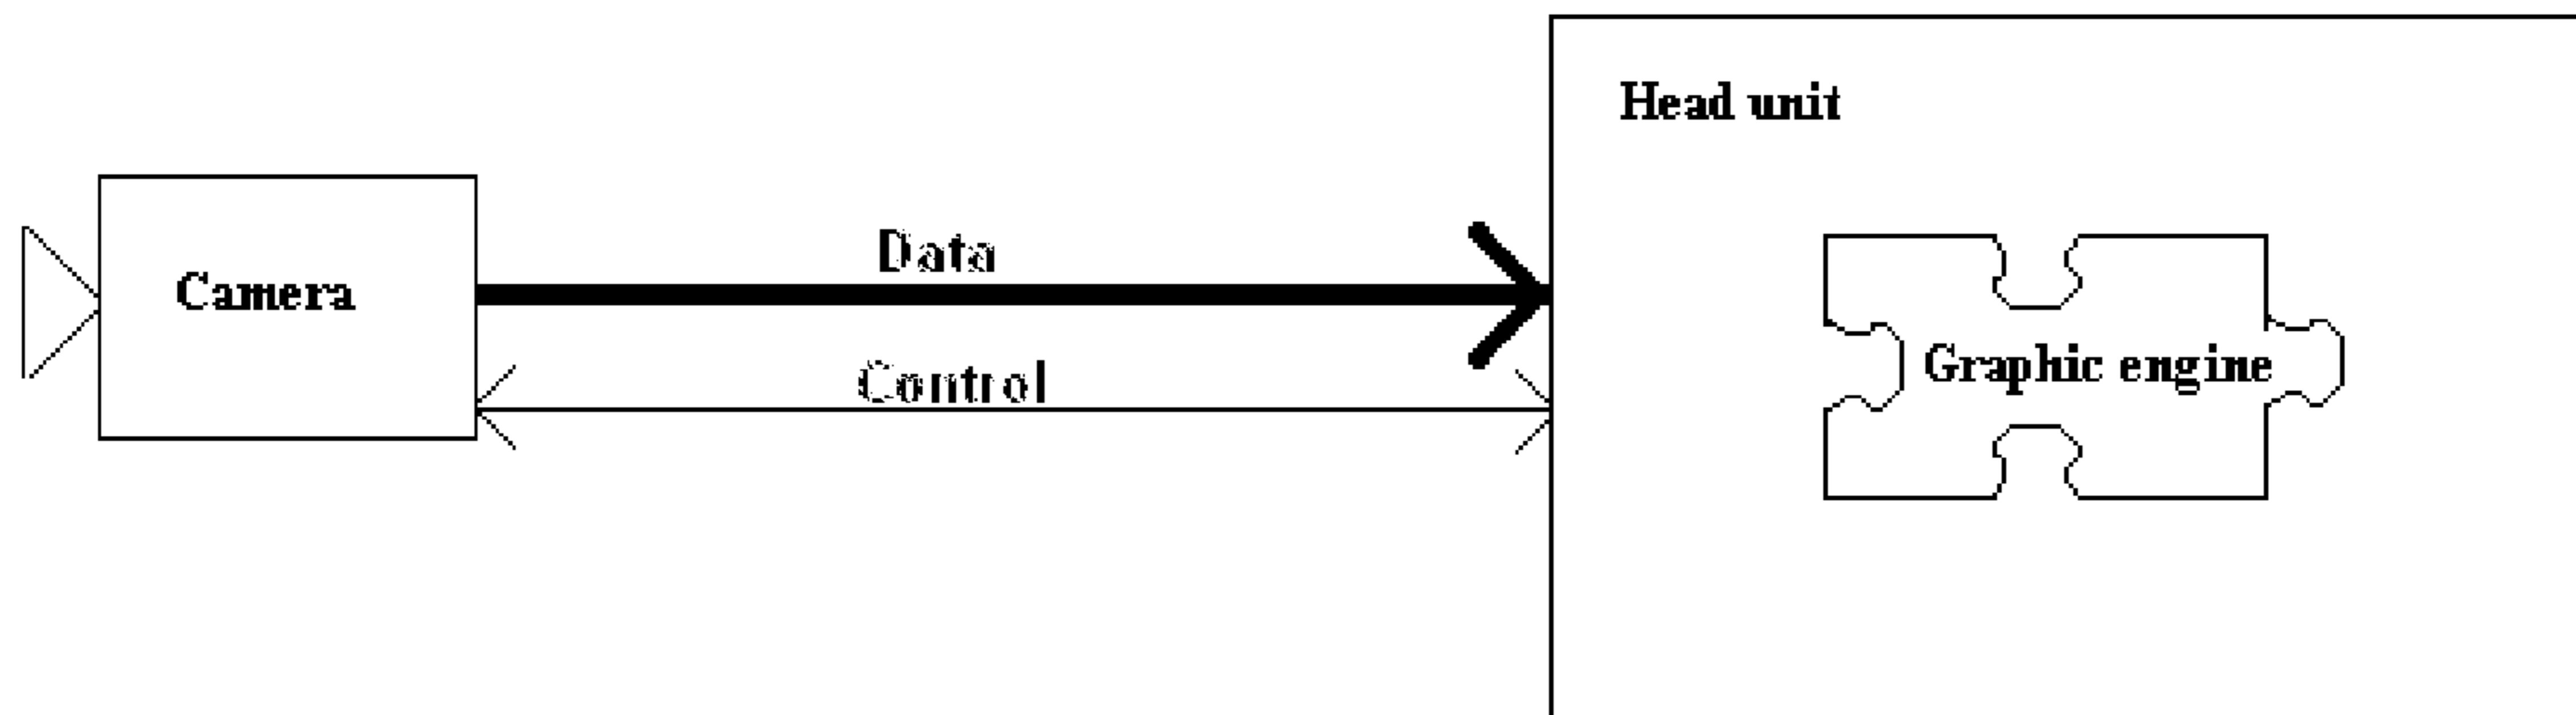 Head unit
Data
Camera
Control
Graphic engine